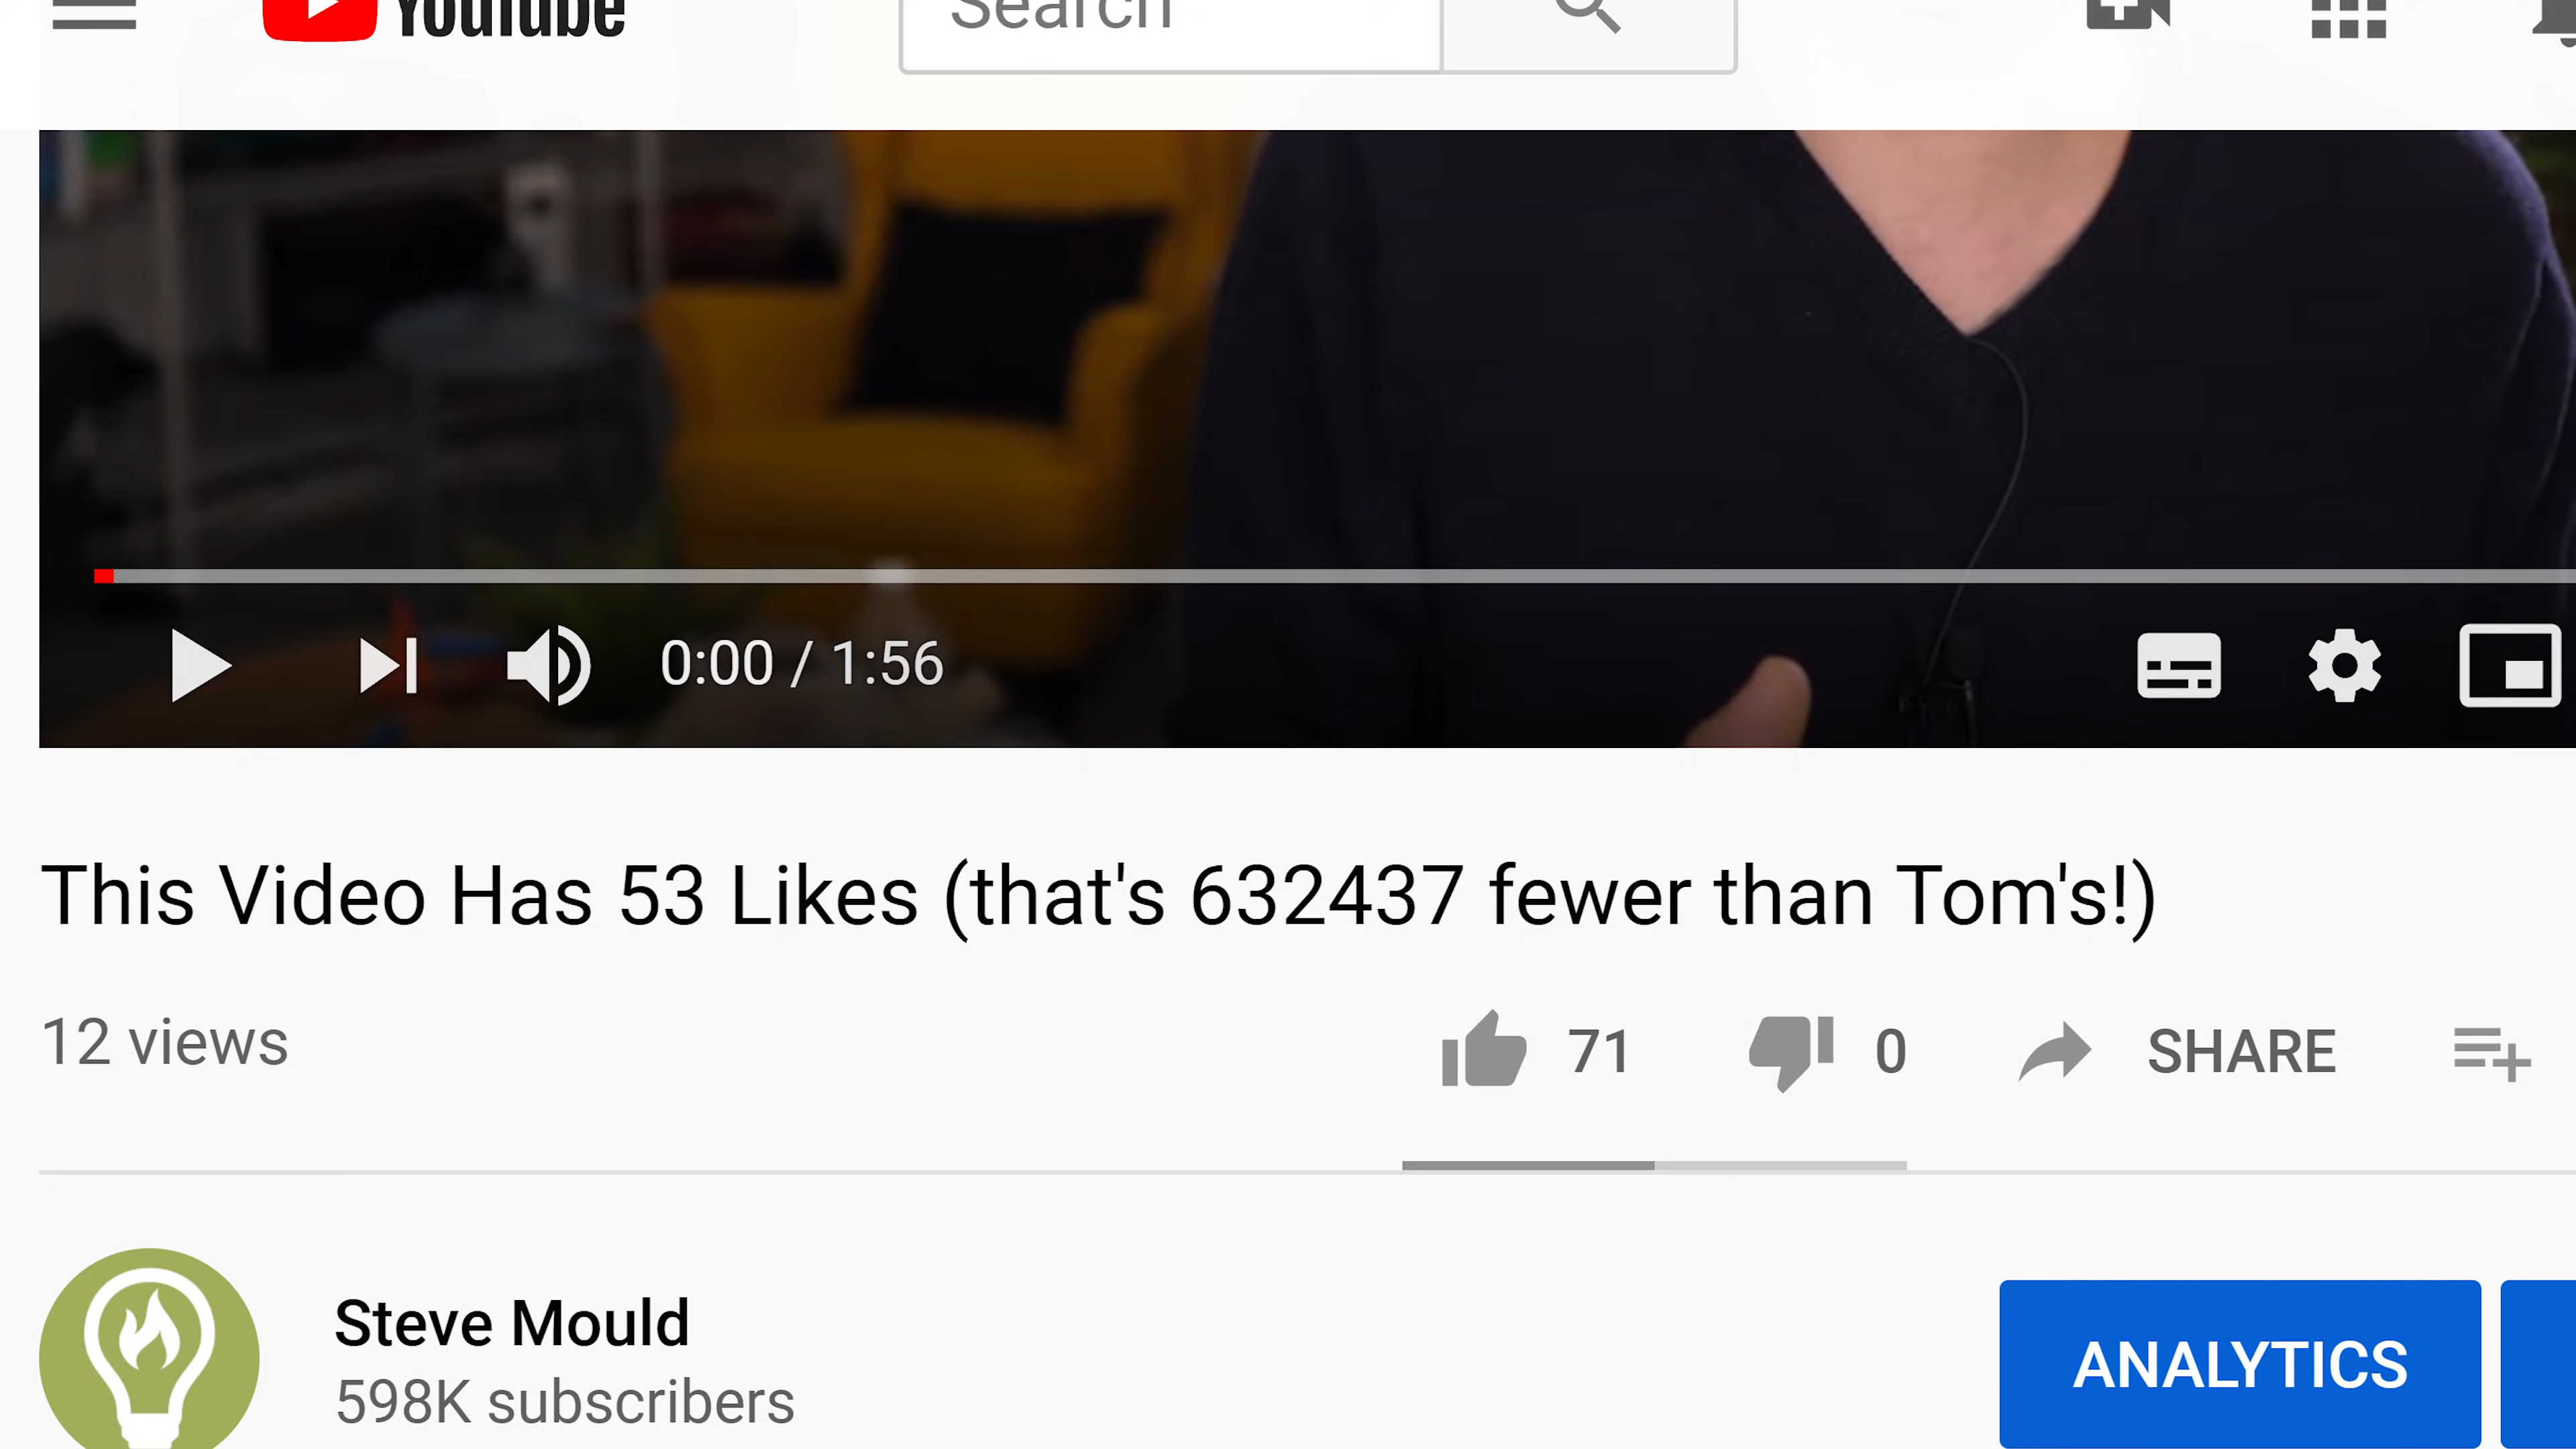 YouTube
Search
0:00 / 1:56
This Video Has 53 Likes (that's 632437 fewer than Tom's!)
12 views
71
0
SHARE
Steve Mould
598K subscribers
ANALYTICS